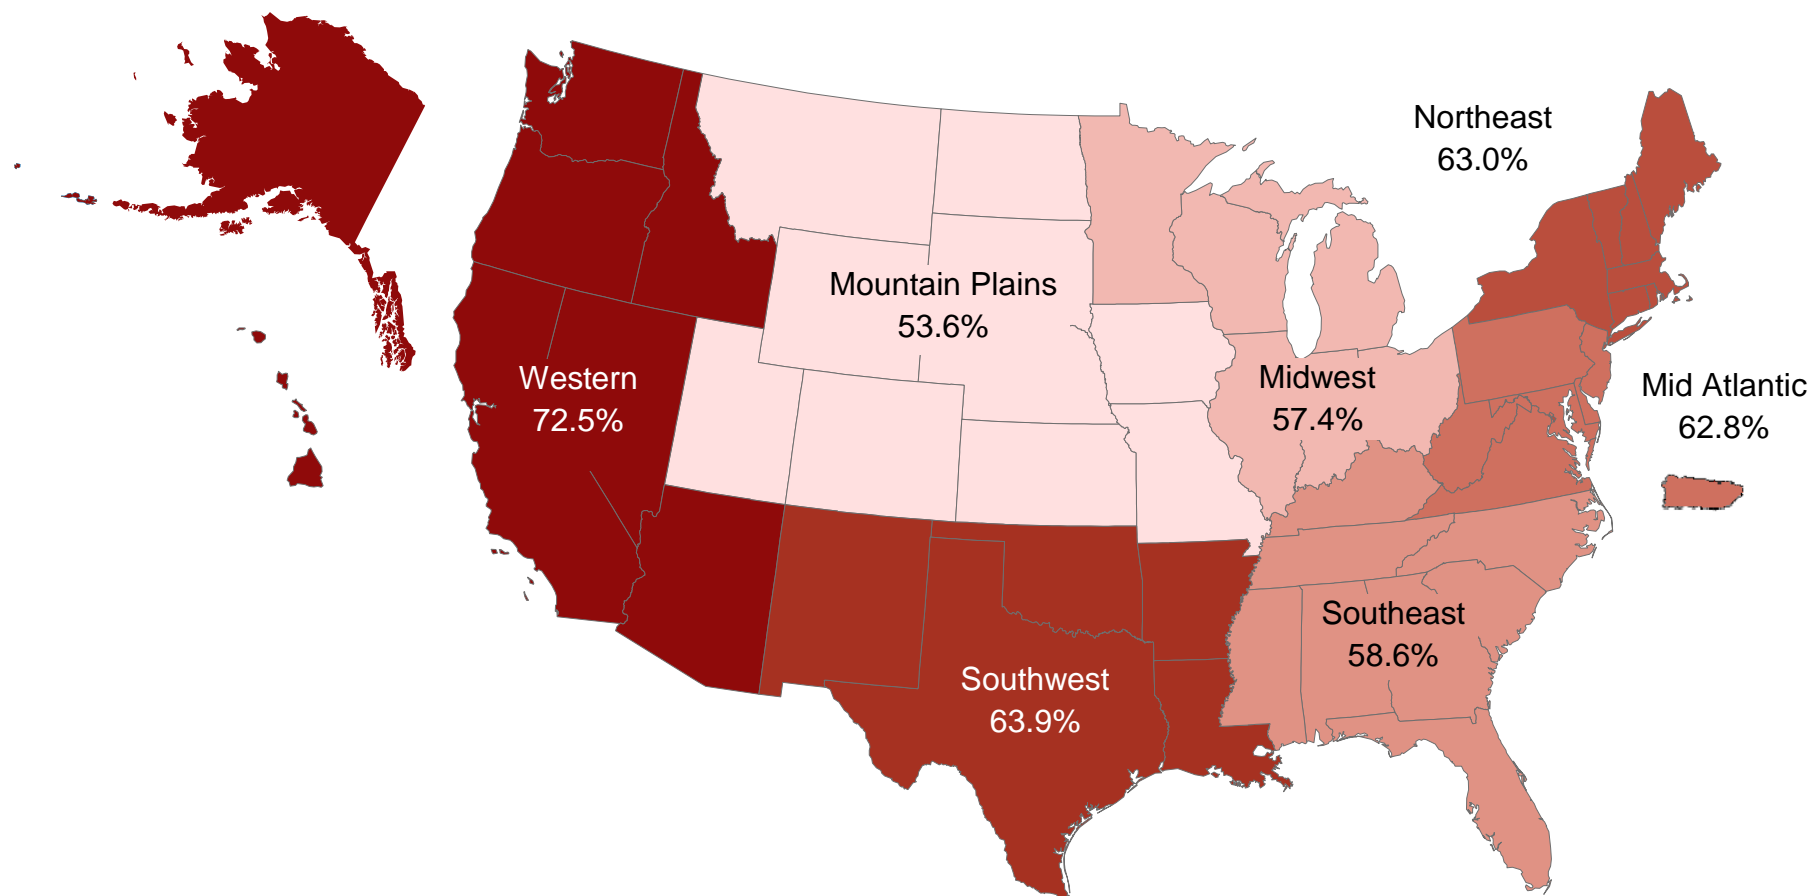 Northeast
63.0%
Mountain Plains
53.6%
Western
72.5%
Midwest
57.4%
Mid Atlantic
62.8%
Southeast
58.6%
Southwest
63.9%